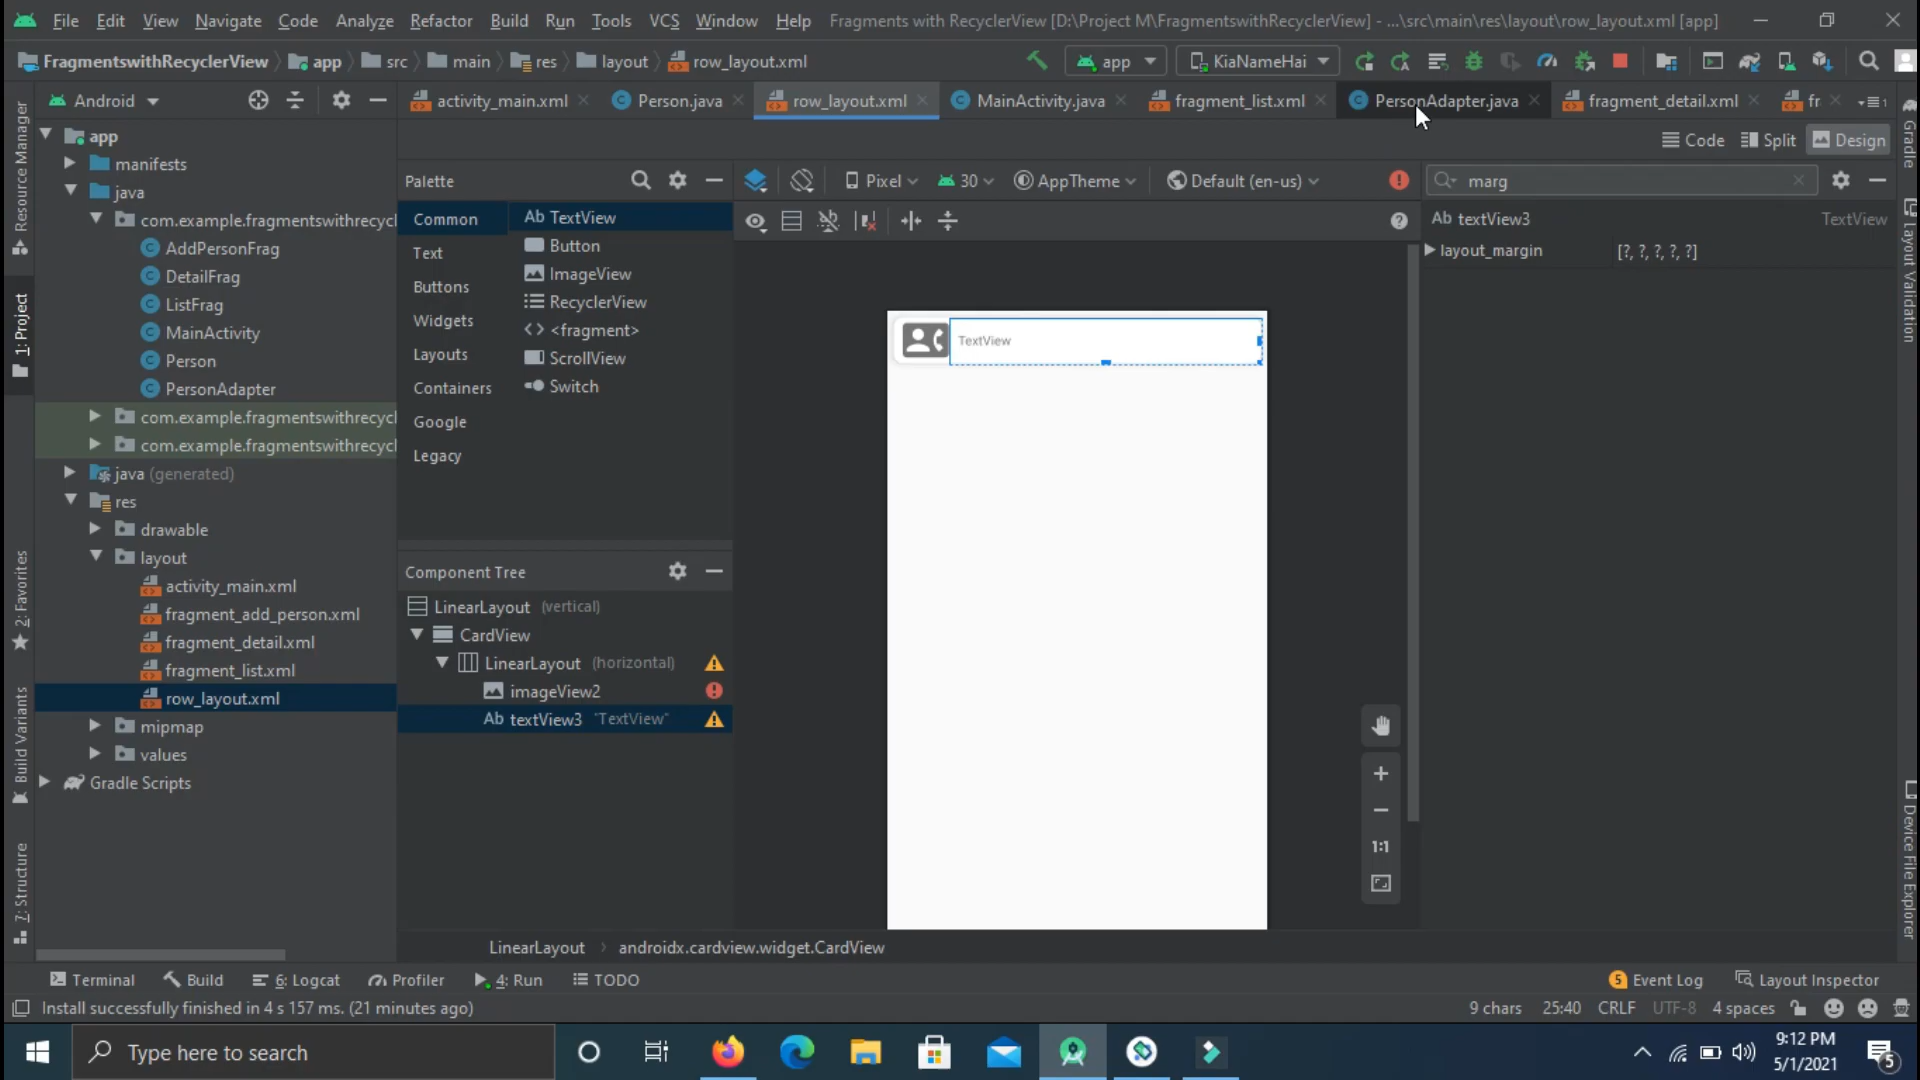 File Edit View Navigate Code Analyze Refactor Build Run Tools VCS Window Help Fragments with RecyclerView [D:\Project M\FragmentswithRecyclerView] - ...\src\main\res\layout\row_layout.xml [app]
FragmentswithRecyclerView app src main res layout row_layout.xml app KiaNameHai
Android activity_main.xml Person.java row_layout.xml MainActivity.java fragment_list.xml PersonAdapter.java fragment_detail.xml fr
Code Split Design
Palette Pixel 30 AppTheme Default (en-us) marg
Ab textView3 TextView
layout_margin [?, ?, ?, ?, ?]
app
manifests
java
com.example.fragmentswithrecycl
AddPersonFrag
DetailFrag
ListFrag
MainActivity
Person
PersonAdapter
com.example.fragmentswithrecycl
com.example.fragmentswithrecycl
java (generated)
res
drawable
layout
activity_main.xml
fragment_add_person.xml
fragment_detail.xml
fragment_list.xml
row_layout.xml
mipmap
values
Gradle Scripts
Common
Text
Buttons
Widgets
Layouts
Containers
Google
Legacy
Ab TextView
Button
ImageView
RecyclerView
<fragment>
ScrollView
Switch
Component Tree
LinearLayout (vertical)
CardView
LinearLayout (horizontal)
imageView2
Ab textView3 "TextView"
TextView
1:1
LinearLayout androidx.cardview.widget.CardView
Resource Manager
1: Project
2: Favorites
Build Variants
7: Structure
Gradle
Layout Validation
Device File Explorer
Terminal Build 6: Logcat Profiler 4: Run TODO 5 Event Log Layout Inspector
Install successfully finished in 4 s 157 ms. (21 minutes ago) 9 chars 25:40 CRLF UTF-8 4 spaces
Type here to search
9:12 PM
5/1/2021
5